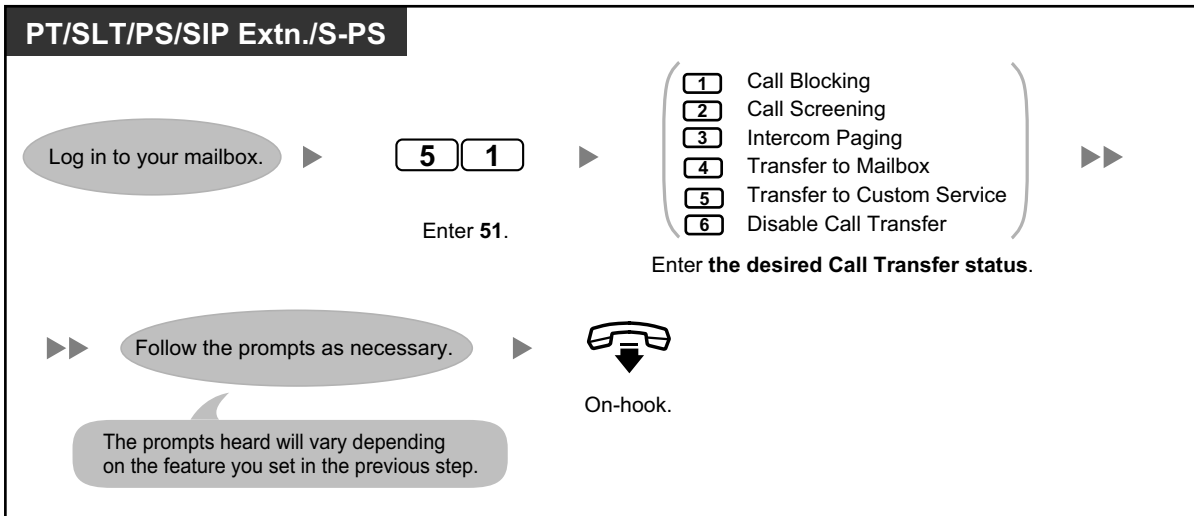 PT/SLT/PS/SIP Extn./S-PS
Log in to your mailbox.
5 1
Enter 51.
1 Call Blocking
2 Call Screening
3 Intercom Paging
4 Transfer to Mailbox
5 Transfer to Custom Service
6 Disable Call Transfer
Enter the desired Call Transfer status.
Follow the prompts as necessary.
The prompts heard will vary depending
on the feature you set in the previous step.
On-hook.